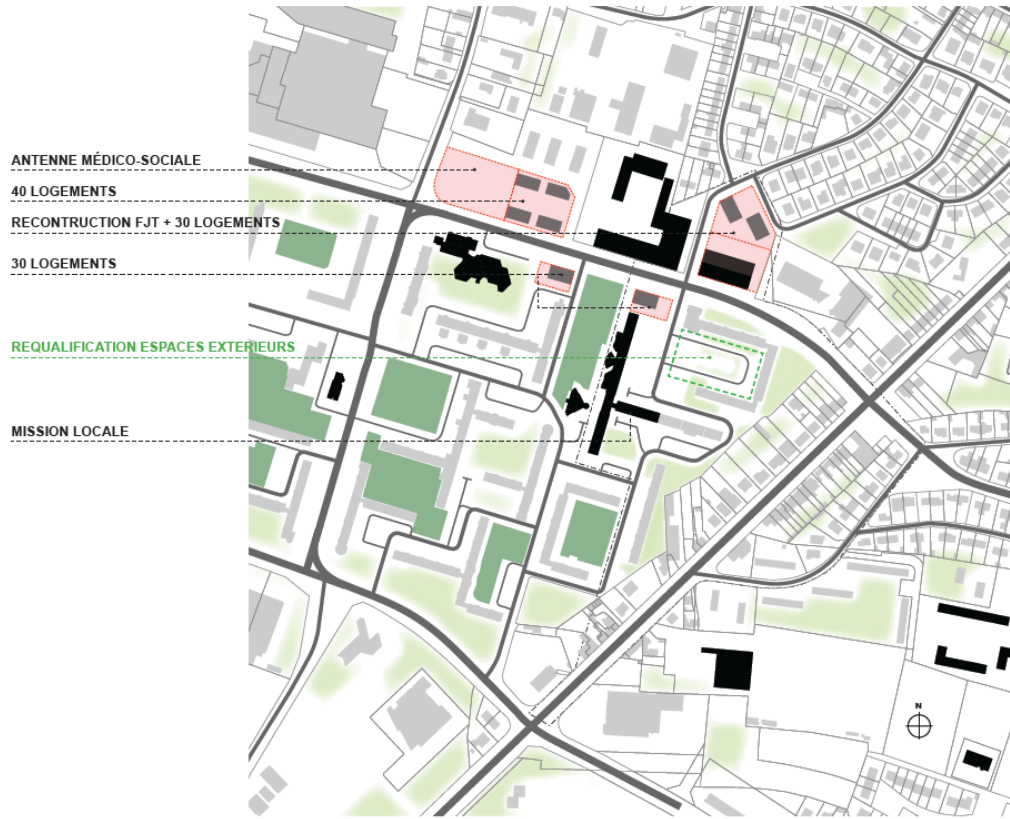 ANTENNE MÉDICO-SOCIALE
40 LOGEMENTS
RECONTRUCTION FJT + 30 LOGEMENTS
30 LOGEMENTS
REQUALIFICATION ESPACES EXTERIEURS
MISSION LOCALE
N